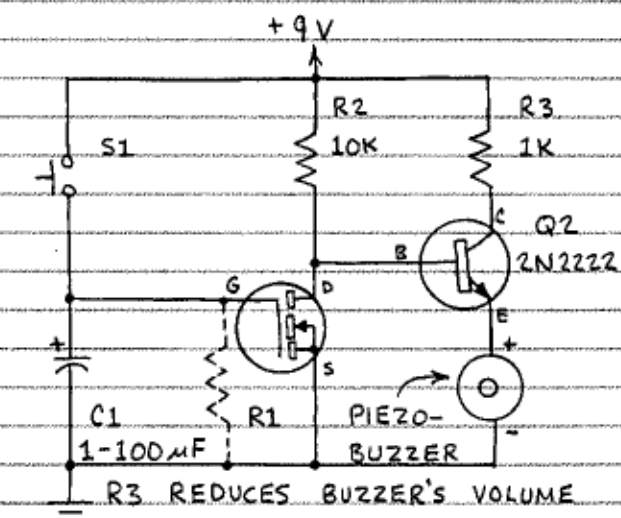 +9V
R2
10K
R3
1K
S1
C
Q2
B
2N2222
G
D
E
+
S
+
C1
1-100µF
R1
PIEZO-
BUZZER
-
R3 REDUCES BUZZER'S VOLUME